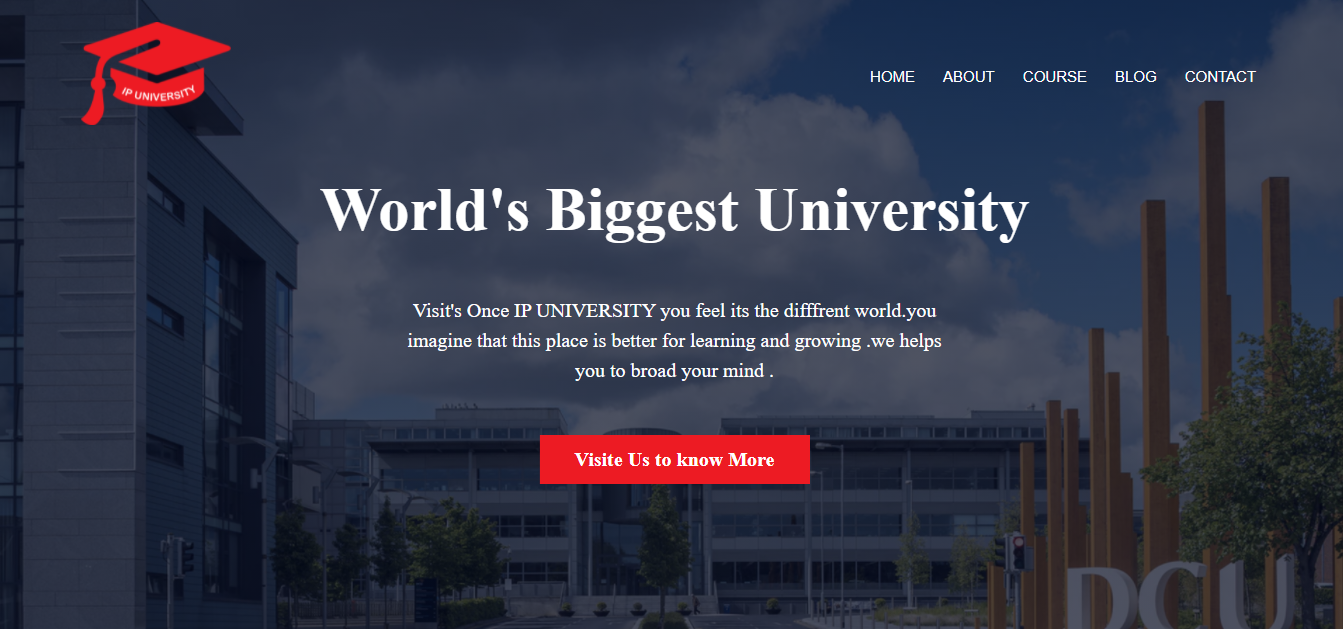 IP UNIVERSITY
HOME ABOUT COURSE BLOG CONTACT
World's Biggest University
Visit's Once IP UNIVERSITY you feel its the difffrent world.you
imagine that this place is better for learning and growing .we helps
you to broad your mind .
Visite Us to know More
DCU